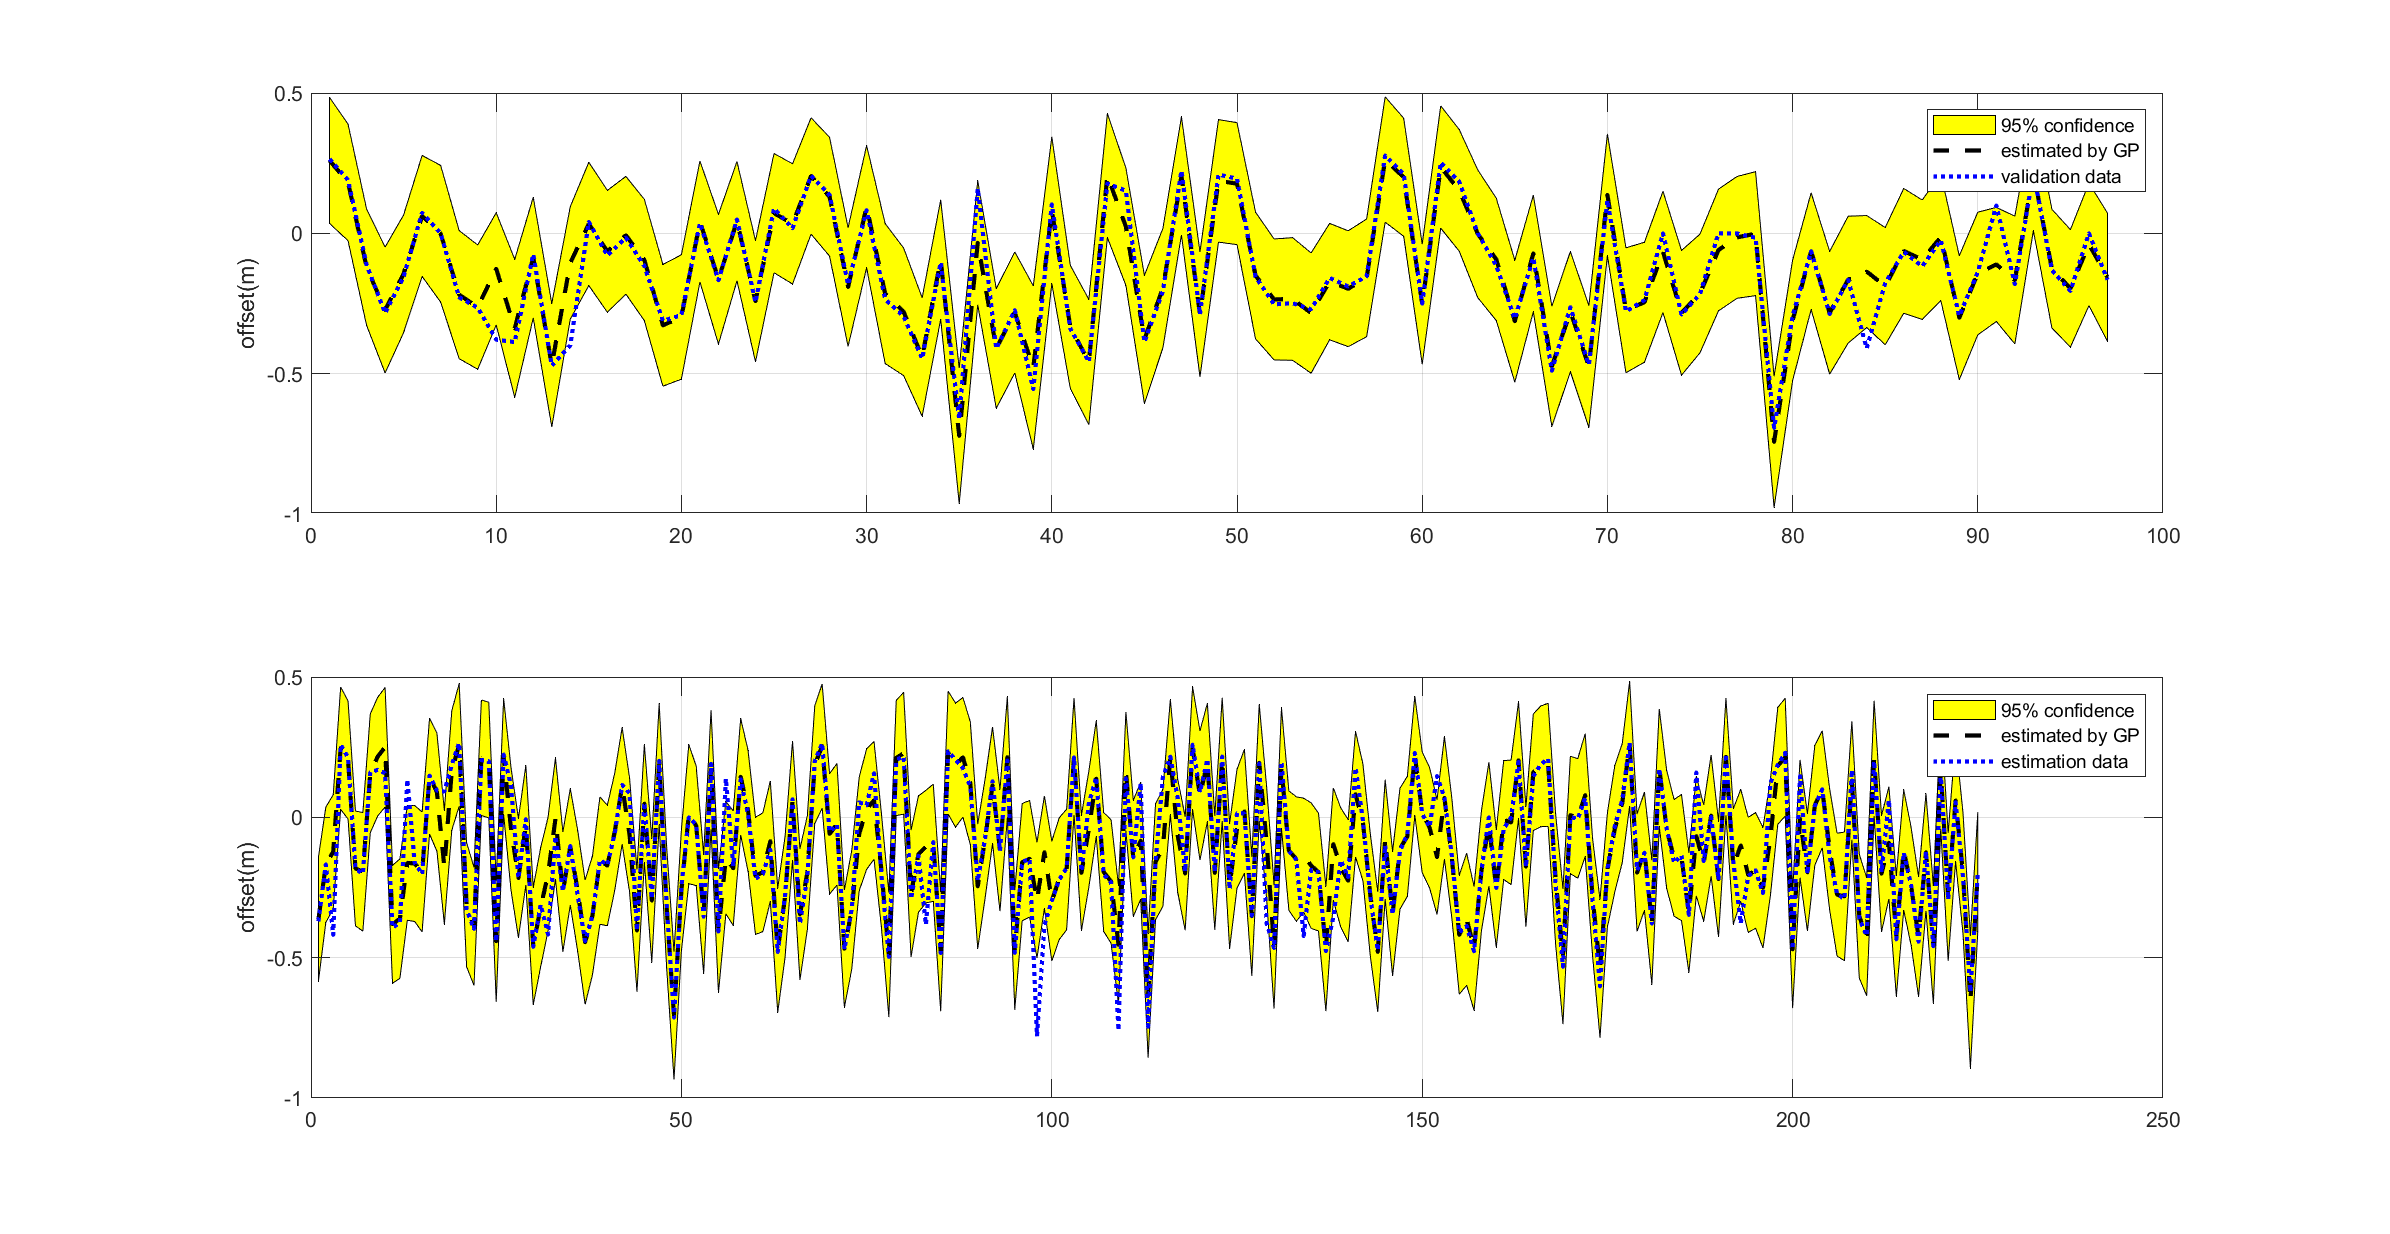 0.5
0
-0.5
-1
offset(m)
0 10 20 30 40 50 60 70 80 90 100
95% confidence
estimated by GP
validation data
0.5
0
-0.5
-1
offset(m)
0 50 100 150 200 250
95% confidence
estimated by GP
estimation data